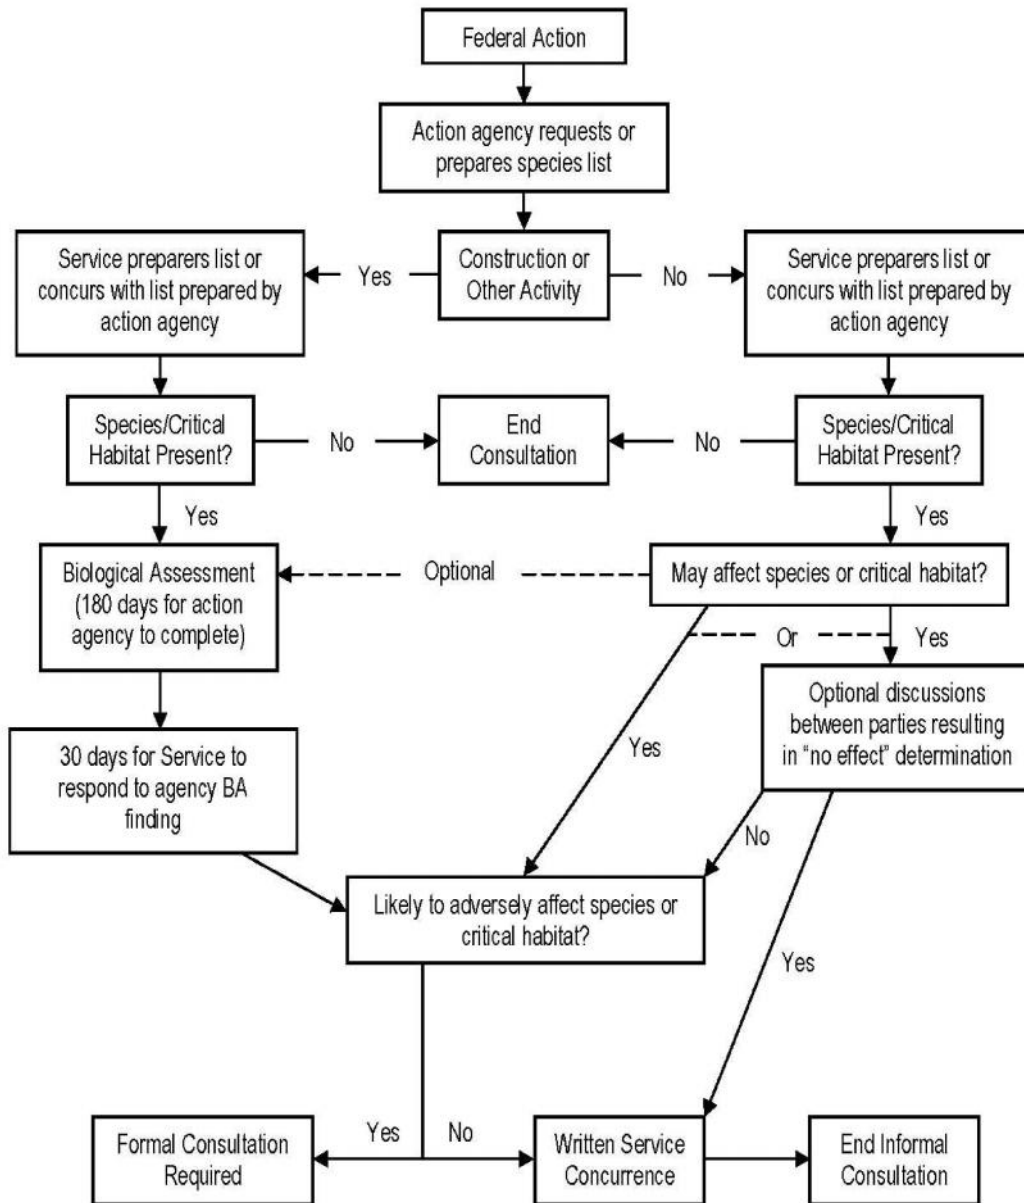 Federal Action
Action agency requests or
prepares species list
Service preparers list or
concurs with list prepared by
action agency
Yes
Construction or
Other Activity
No
Service preparers list or
concurs with list prepared by
action agency
Species/Critical
Habitat Present?
No
End
Consultation
No
Species/Critical
Habitat Present?
Yes
Yes
Biological Assessment
(180 days for action
agency to complete)
Optional
May affect species or critical habitat?
Or
Yes
Optional discussions
between parties resulting
in “no effect” determination
30 days for Service to
respond to agency BA
finding
Yes
No
Likely to adversely affect species or
critical habitat?
Yes
Formal Consultation
Required
Yes
No
Written Service
Concurrence
End Informal
Consultation